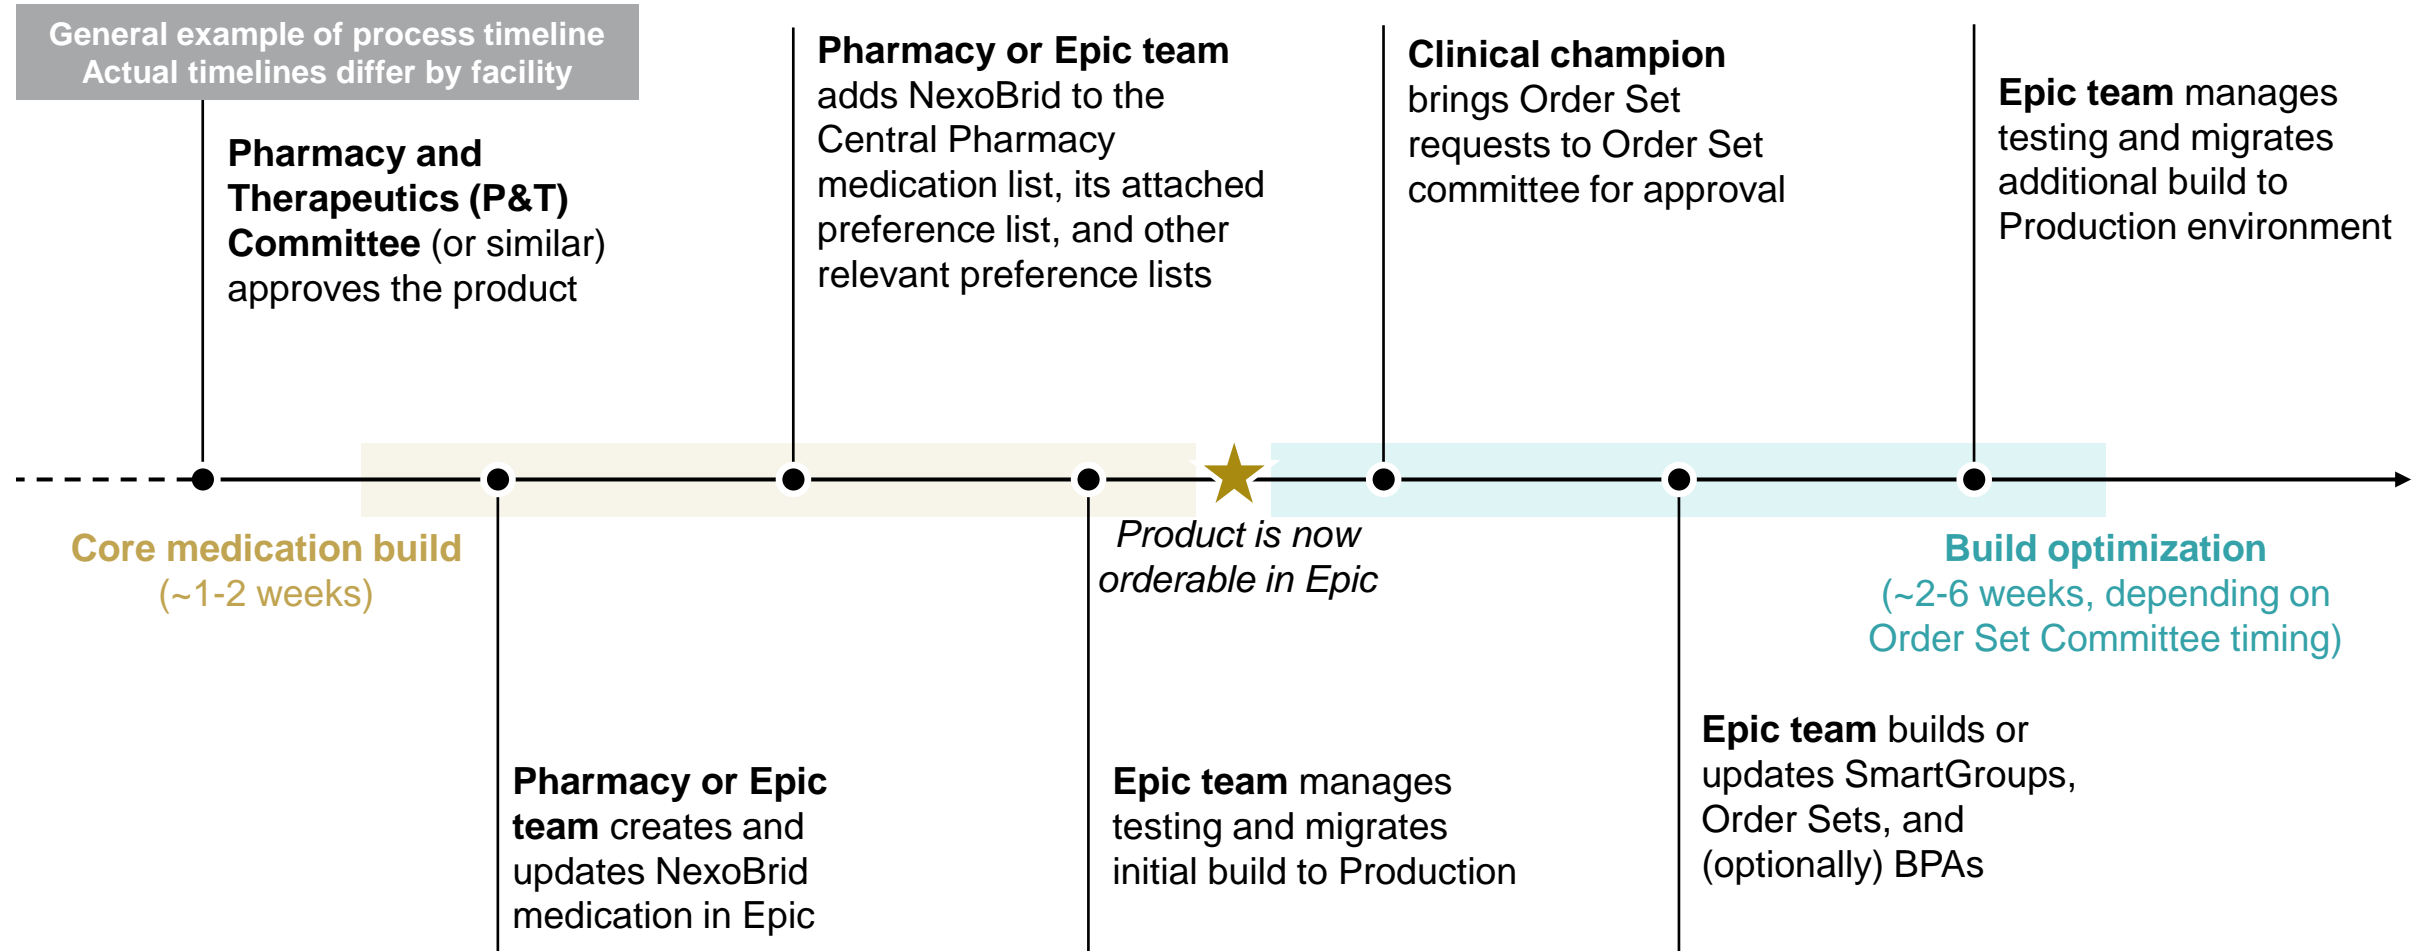 General example of process timeline
Actual timelines differ by facility
Pharmacy and
Therapeutics (P&T)
Committee (or similar)
approves the product
Pharmacy or Epic team
adds NexoBrid to the
Central Pharmacy
medication list, its attached
preference list, and other
relevant preference lists
Clinical champion
brings Order Set
requests to Order Set
committee for approval
Epic team manages
testing and migrates
additional build to
Production environment
Core medication build
(~1-2 weeks)
Product is now
orderable in Epic
Build optimization
(~2-6 weeks, depending on
Order Set Committee timing)
Pharmacy or Epic
team creates and
updates NexoBrid
medication in Epic
Epic team manages
testing and migrates
initial build to Production
Epic team builds or
updates SmartGroups,
Order Sets, and
(optionally) BPAs